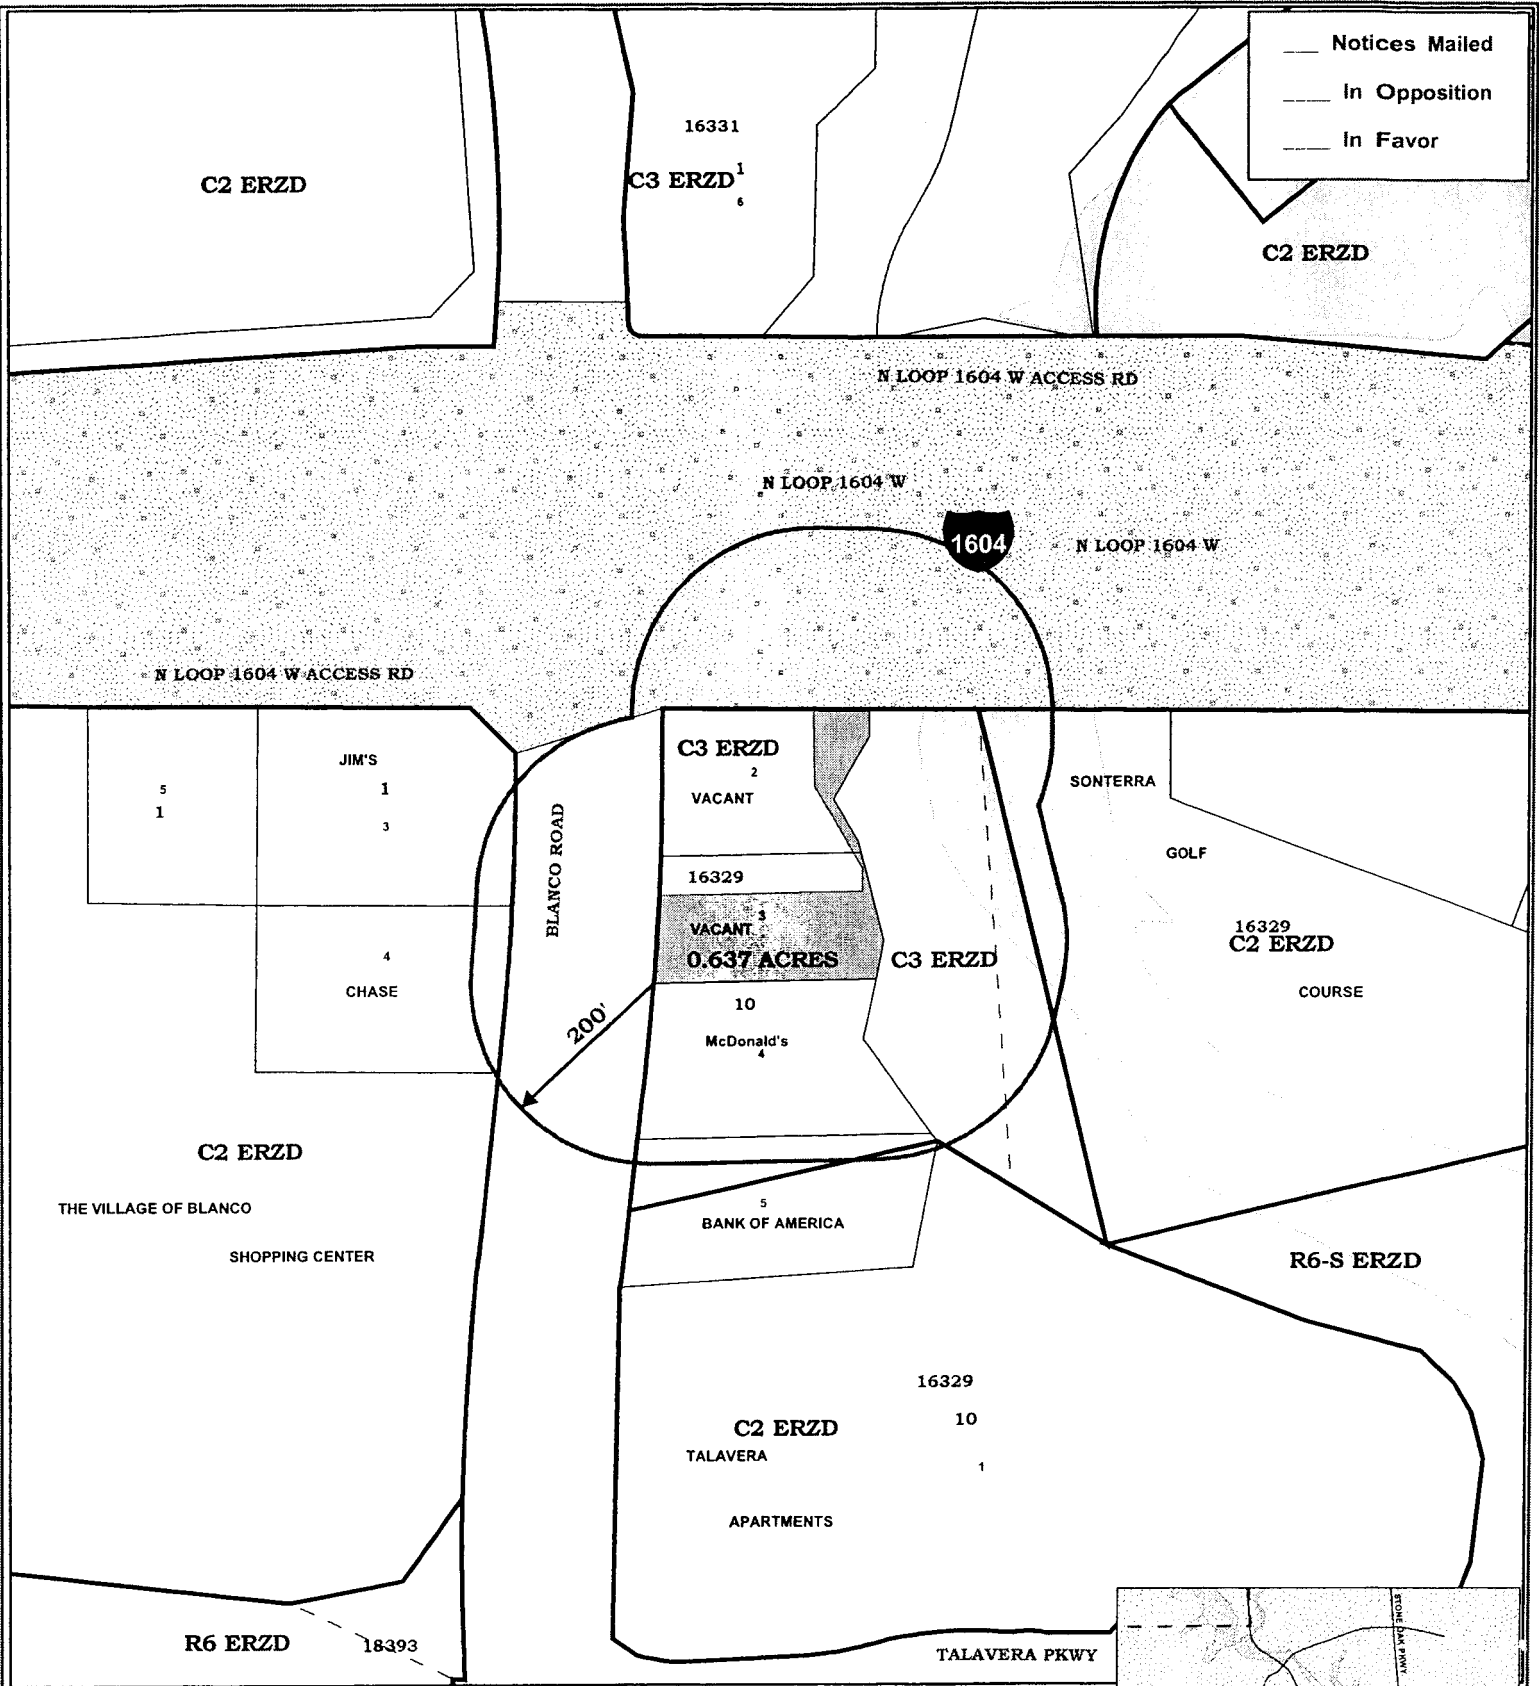 ___ Notices Mailed
___ In Opposition
___ In Favor
C2 ERZD
16331
C3 ERZD 1
6
C2 ERZD
N LOOP 1604 W ACCESS RD
N LOOP 1604 W
1604
N LOOP 1604 W
N LOOP 1604 W ACCESS RD
JIM'S
1
3
5
1
BLANCO ROAD
C3 ERZD
2
VACANT
16329
3
VACANT
0.637 ACRES
C3 ERZD
SONTERRA
GOLF
16329
C2 ERZD
COURSE
4
CHASE
200'
10
McDonald's
4
C2 ERZD
THE VILLAGE OF BLANCO
SHOPPING CENTER
5
BANK OF AMERICA
R6-S ERZD
16329
10
C2 ERZD
TALAVERA
1
APARTMENTS
R6 ERZD
18393
TALAVERA PKWY
STONE OAK PKWY